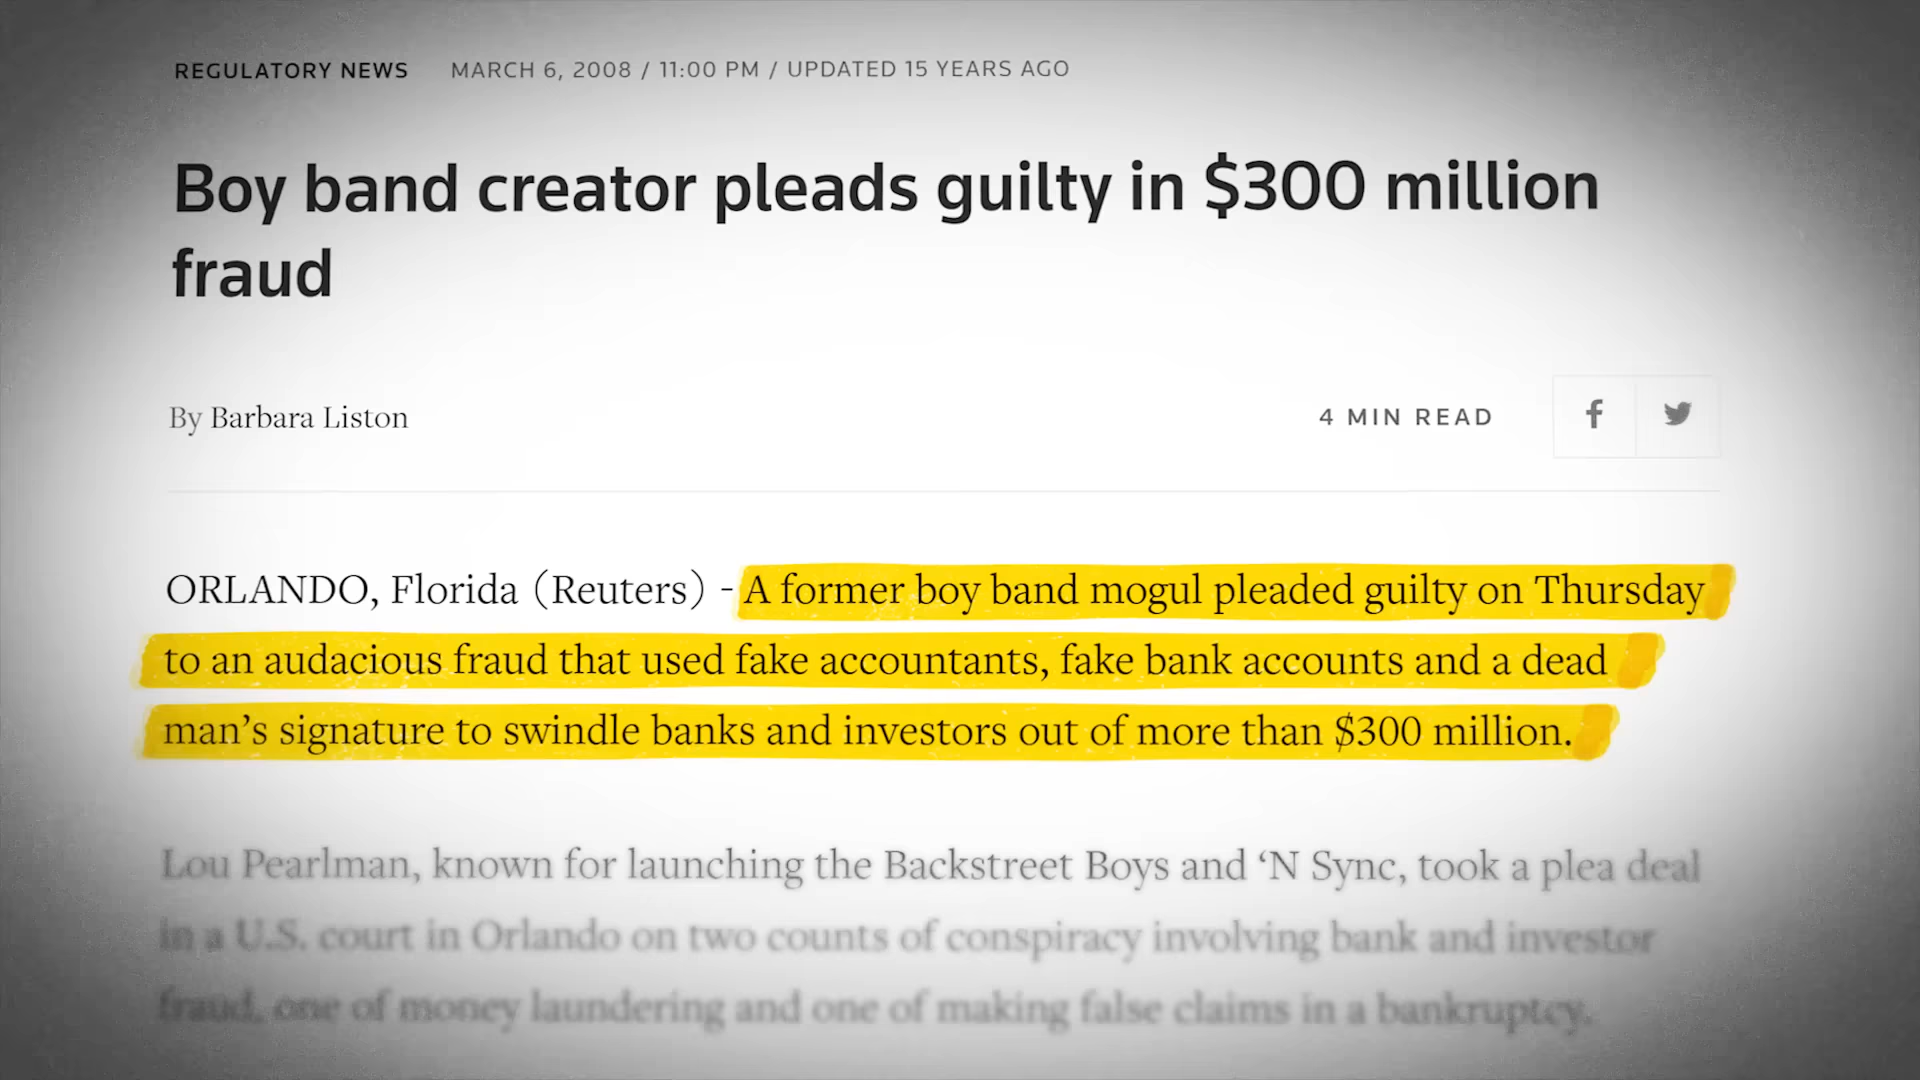 REGULATORY NEWS MARCH 6, 2008 / 11:00 PM / UPDATED 15 YEARS AGO
Boy band creator pleads guilty in $300 million
fraud
By Barbara Liston 4 MIN READ
ORLANDO, Florida (Reuters) - A former boy band mogul pleaded guilty on Thursday
to an audacious fraud that used fake accountants, fake bank accounts and a dead
man’s signature to swindle banks and investors out of more than $300 million.
Lou Pearlman, known for launching the Backstreet Boys and ‘N Sync, took a plea deal
in a U.S. court in Orlando on two counts of conspiracy involving bank and investor
fraud, one of money laundering and one of making false claims in a bankruptcy.